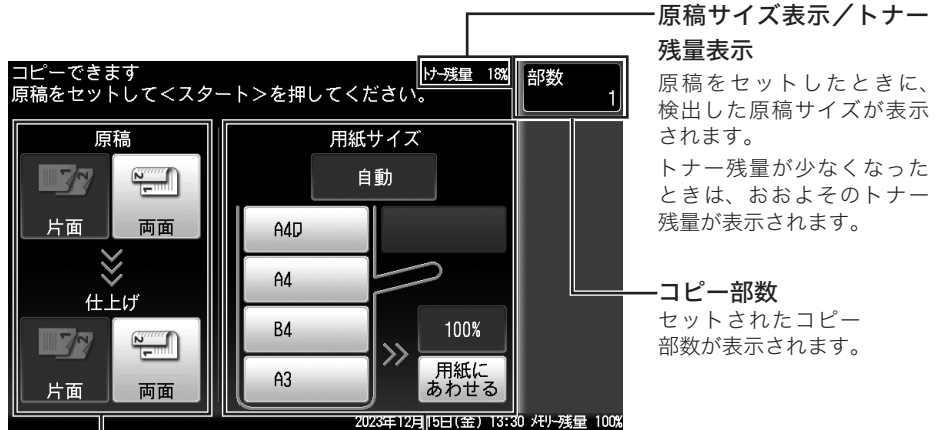 コピーできます
原稿をセットして<スタート>を押してください。
トナー残量 18%
部数
1
原稿
片面
両面
仕上げ
片面
両面
用紙サイズ
自動
A4
A4
B4
A3
100%
用紙に
あわせる
2023年12月15日(金) 13:30 メモリー残量 100%
原稿サイズ表示／トナー
残量表示
原稿をセットしたときに、
検出した原稿サイズが表示
されます。
トナー残量が少なくなった
ときは、おおよそのトナー
残量が表示されます。
コピー部数
セットされたコピー
部数が表示されます。